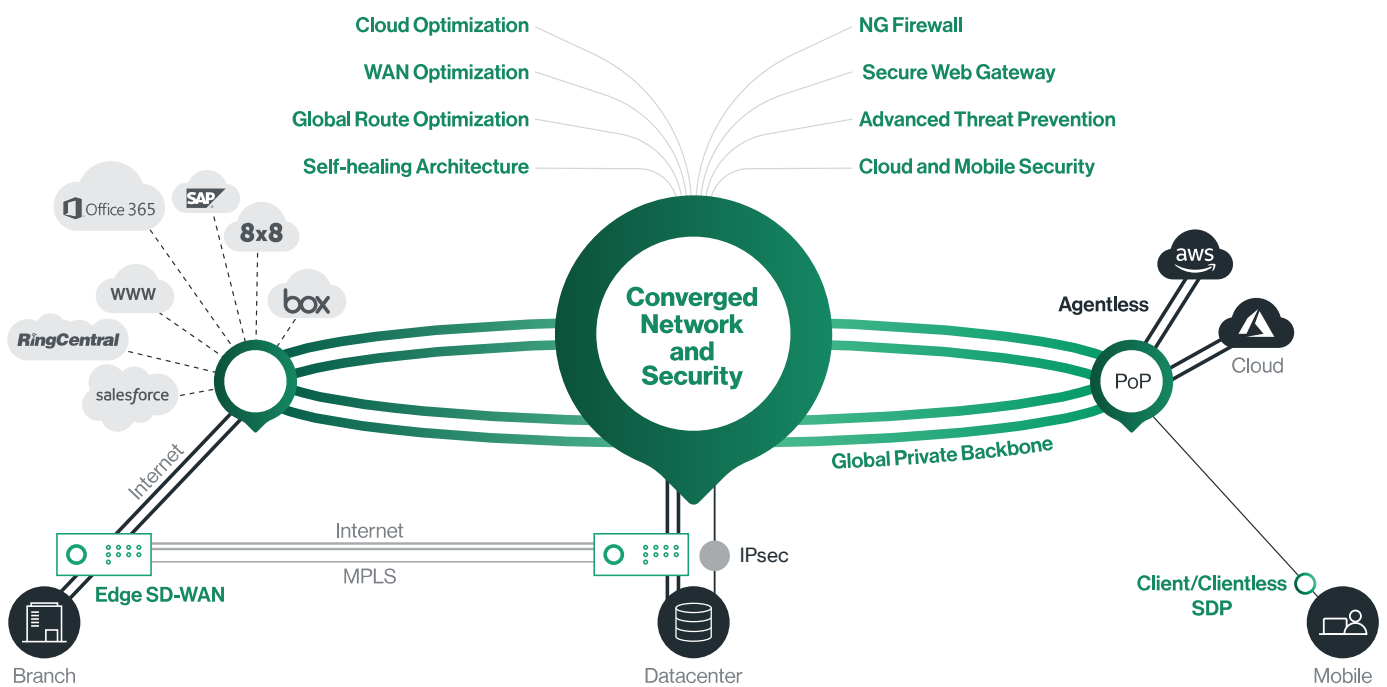 Cloud Optimization
NG Firewall
WAN Optimization
Secure Web Gateway
Global Route Optimization
Advanced Threat Prevention
Self-healing Architecture
Cloud and Mobile Security
Office 365
SAP
8x8
www
box
RingCentral
salesforce
Converged
Network
and
Security
aws
Agentless
Cloud
PoP
Global Private Backbone
Internet
Internet
MPLS
IPsec
Edge SD-WAN
Client/Clientless
SDP
Branch
Datacenter
Mobile